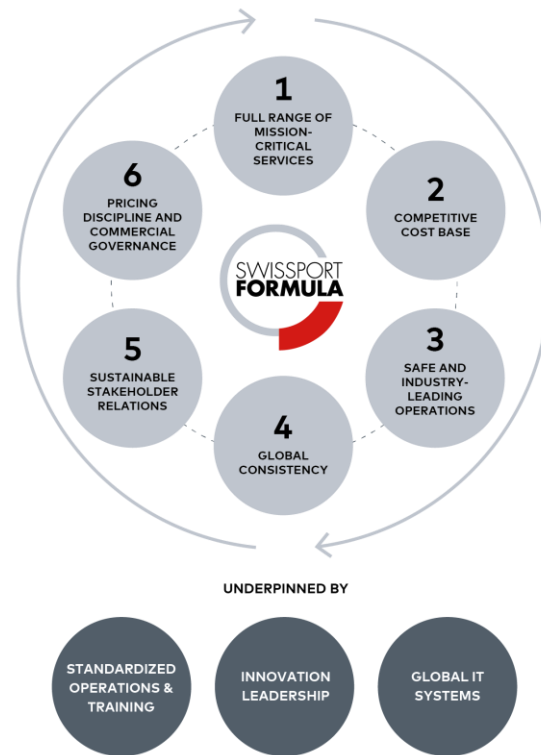 1
FULL RANGE OF
MISSION-
CRITICAL
SERVICES
2
COMPETITIVE
COST BASE
3
SAFE AND
INDUSTRY-
LEADING
OPERATIONS
4
GLOBAL
CONSISTENCY
5
SUSTAINABLE
STAKEHOLDER
RELATIONS
6
PRICING
DISCIPLINE AND
COMMERCIAL
GOVERNANCE
SWISSPORT
FORMULA
UNDERPINNED BY
STANDARDIZED
OPERATIONS &
TRAINING
INNOVATION
LEADERSHIP
GLOBAL IT
SYSTEMS